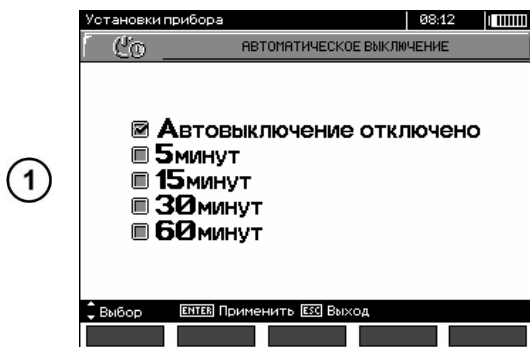 Установки прибора 08:12
АВТОМАТИЧЕСКОЕ ВЫКЛЮЧЕНИЕ
Автовыключение отключено
5минут
15минут
1
30минут
60минут
Выбор ENTER Применить ESC Выход